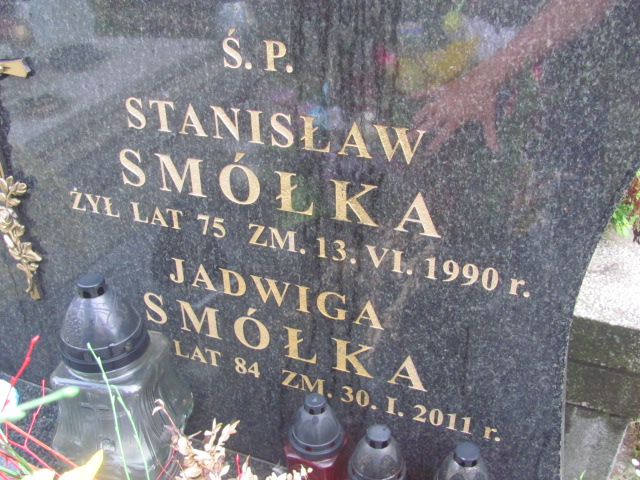 Ś. P.
STANISŁAW
SMÓŁKA
ŻYŁ LAT 75 ZM. 13. VI. 1990 r.
JADWIGA
SMÓŁKA
LAT 84 ZM. 30. I. 2011 r.